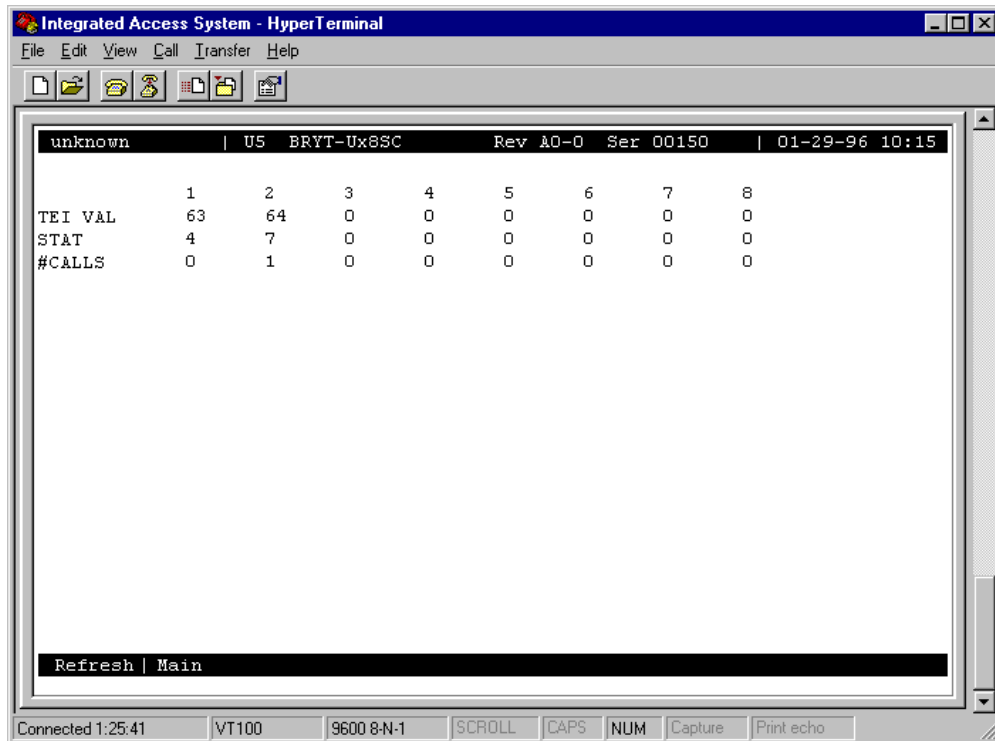 Integrated Access System - HyperTerminal
File Edit View Call Transfer Help
unknown | U5 BRYT-Ux8SC Rev A0-0 Ser 00150 | 01-29-96 10:15
1 2 3 4 5 6 7 8
TEI VAL 63 64 0 0 0 0 0 0
STAT 4 7 0 0 0 0 0 0
#CALLS 0 1 0 0 0 0 0 0
Refresh | Main
Connected 1:25:41 VT100 9600 8-N-1 SCROLL CAPS NUM Capture Print echo